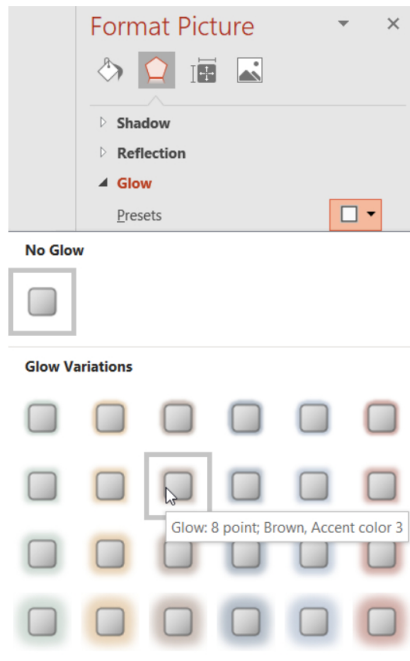 Format Picture
Shadow
Reflection
Glow
Presets
No Glow
Glow Variations
Glow: 8 point; Brown, Accent color 3